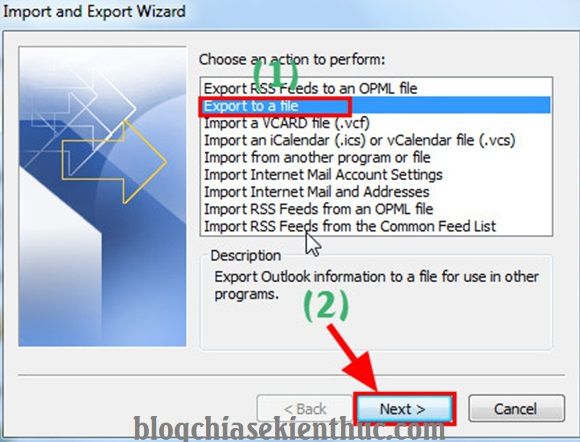 Import and Export Wizard
Choose an action to perform:
(1)
Export RSS Feeds to an OPML file
Export to a file
Import a VCARD file (.vcf)
Import an iCalendar (.ics) or vCalendar file (.vcs)
Import from another program or file
Import Internet Mail Account Settings
Import Internet Mail and Addresses
Import RSS Feeds from an OPML file
Import RSS Feeds from the Common Feed List
Description
Export Outlook information to a file for use in other
programs.
(2)
< Back Next > Cancel
blogchiasekienthuc.com